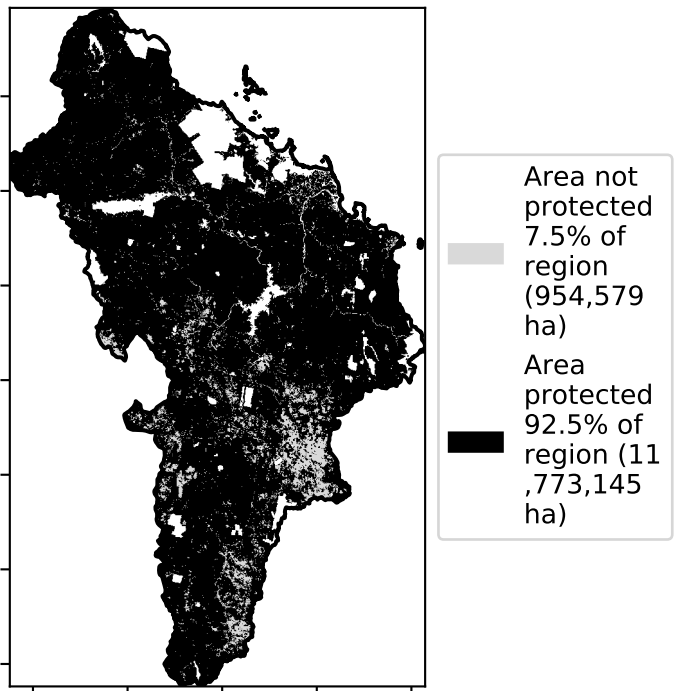 Area not
protected
7.5% of
region
(954,579
ha)
Area
protected
92.5% of
region (11
,773,145
ha)